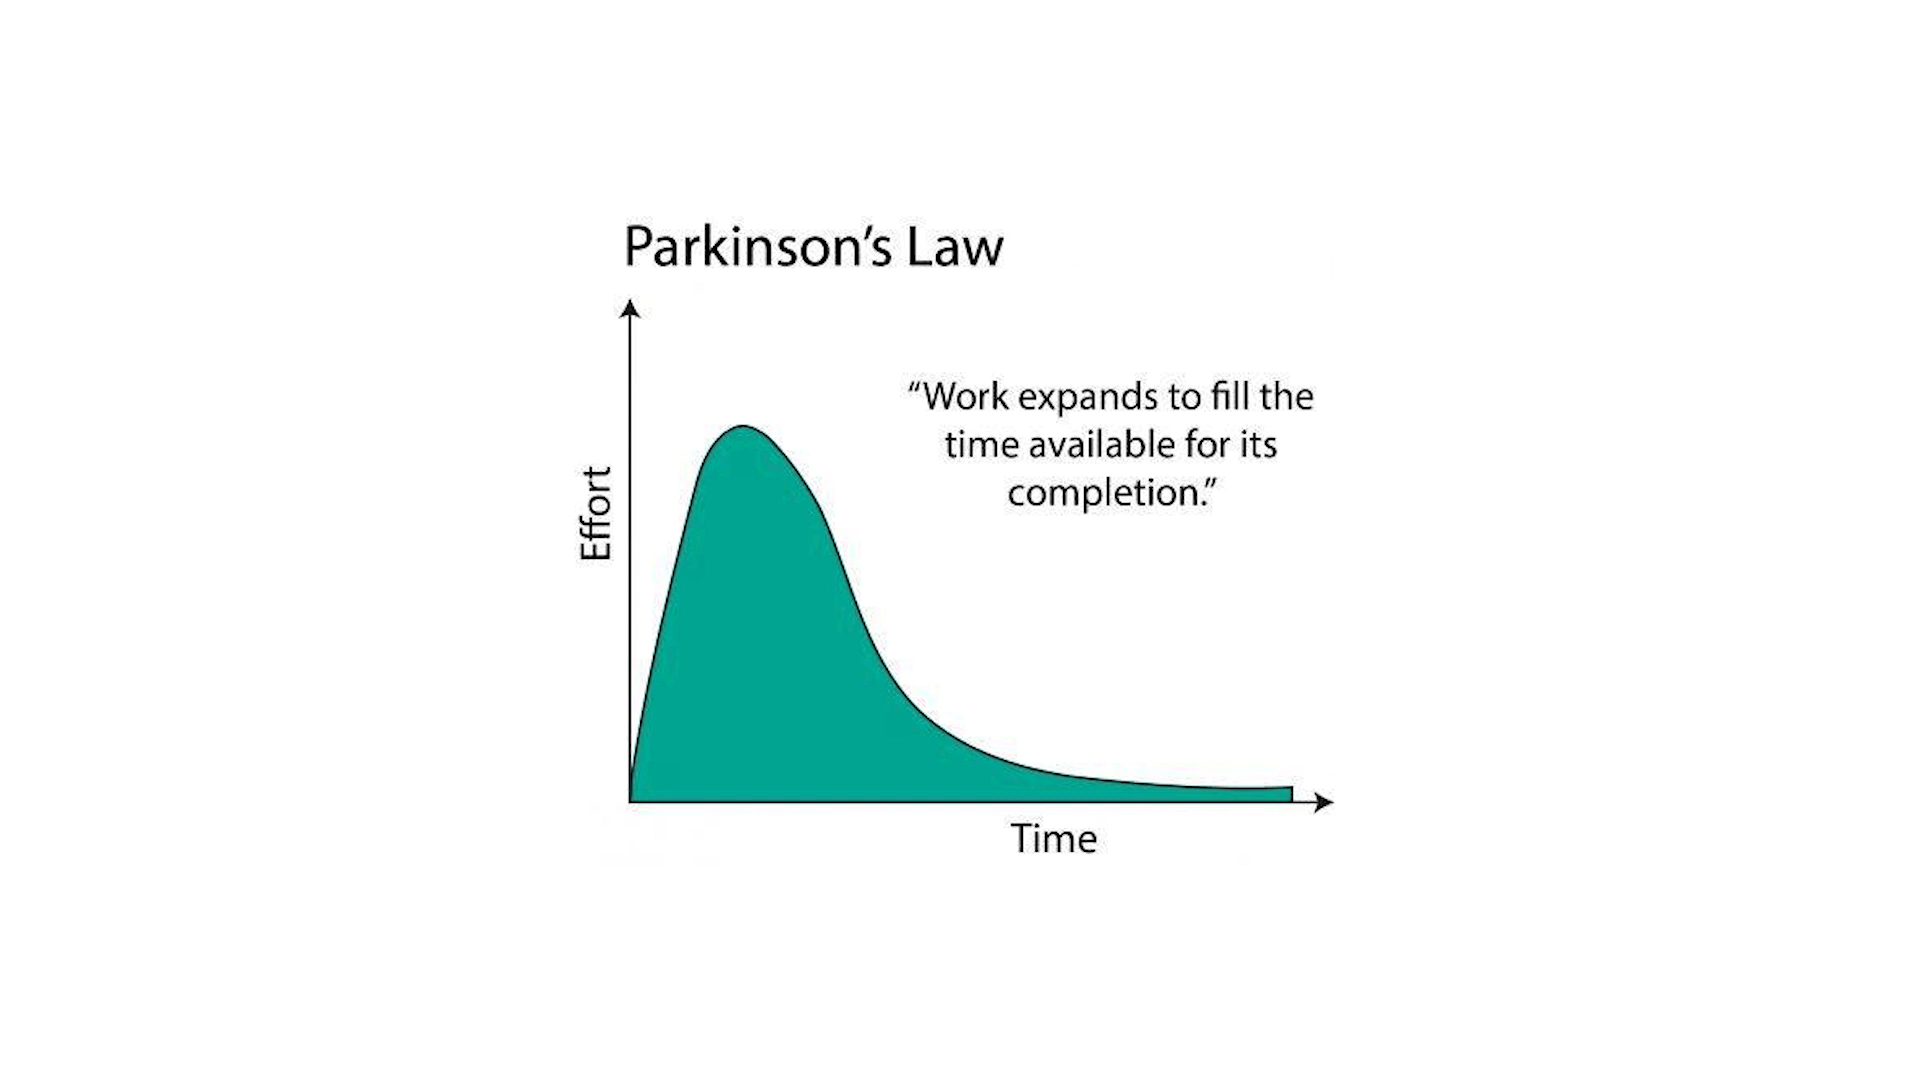 Parkinson’s Law
“Work expands to fill the
time available for its
completion.”
Effort
Time